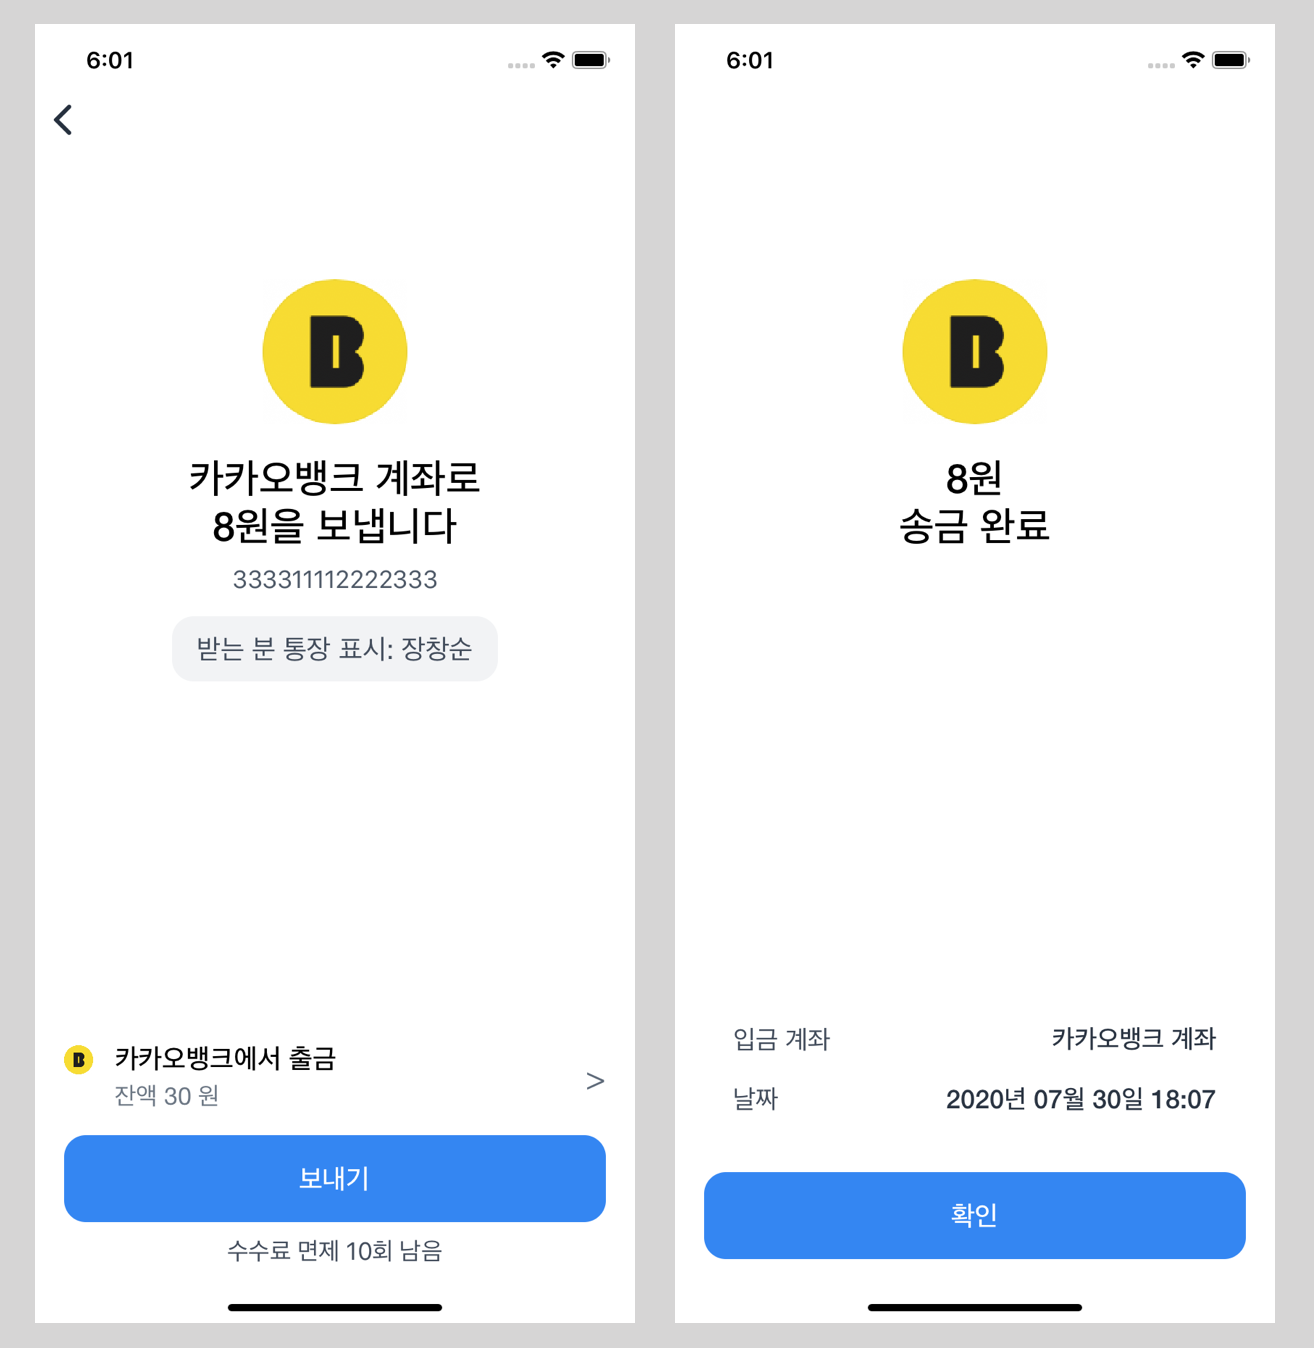 6:01
B
카카오뱅크 계좌로
8원을 보냅니다
333311112222333
받는 분 통장 표시: 장창순
B
카카오뱅크에서 출금
잔액 30 원
>
보내기
수수료 면제 10회 남음
6:01
B
8원
송금 완료
입금 계좌 카카오뱅크 계좌
날짜 2020년 07월 30일 18:07
확인